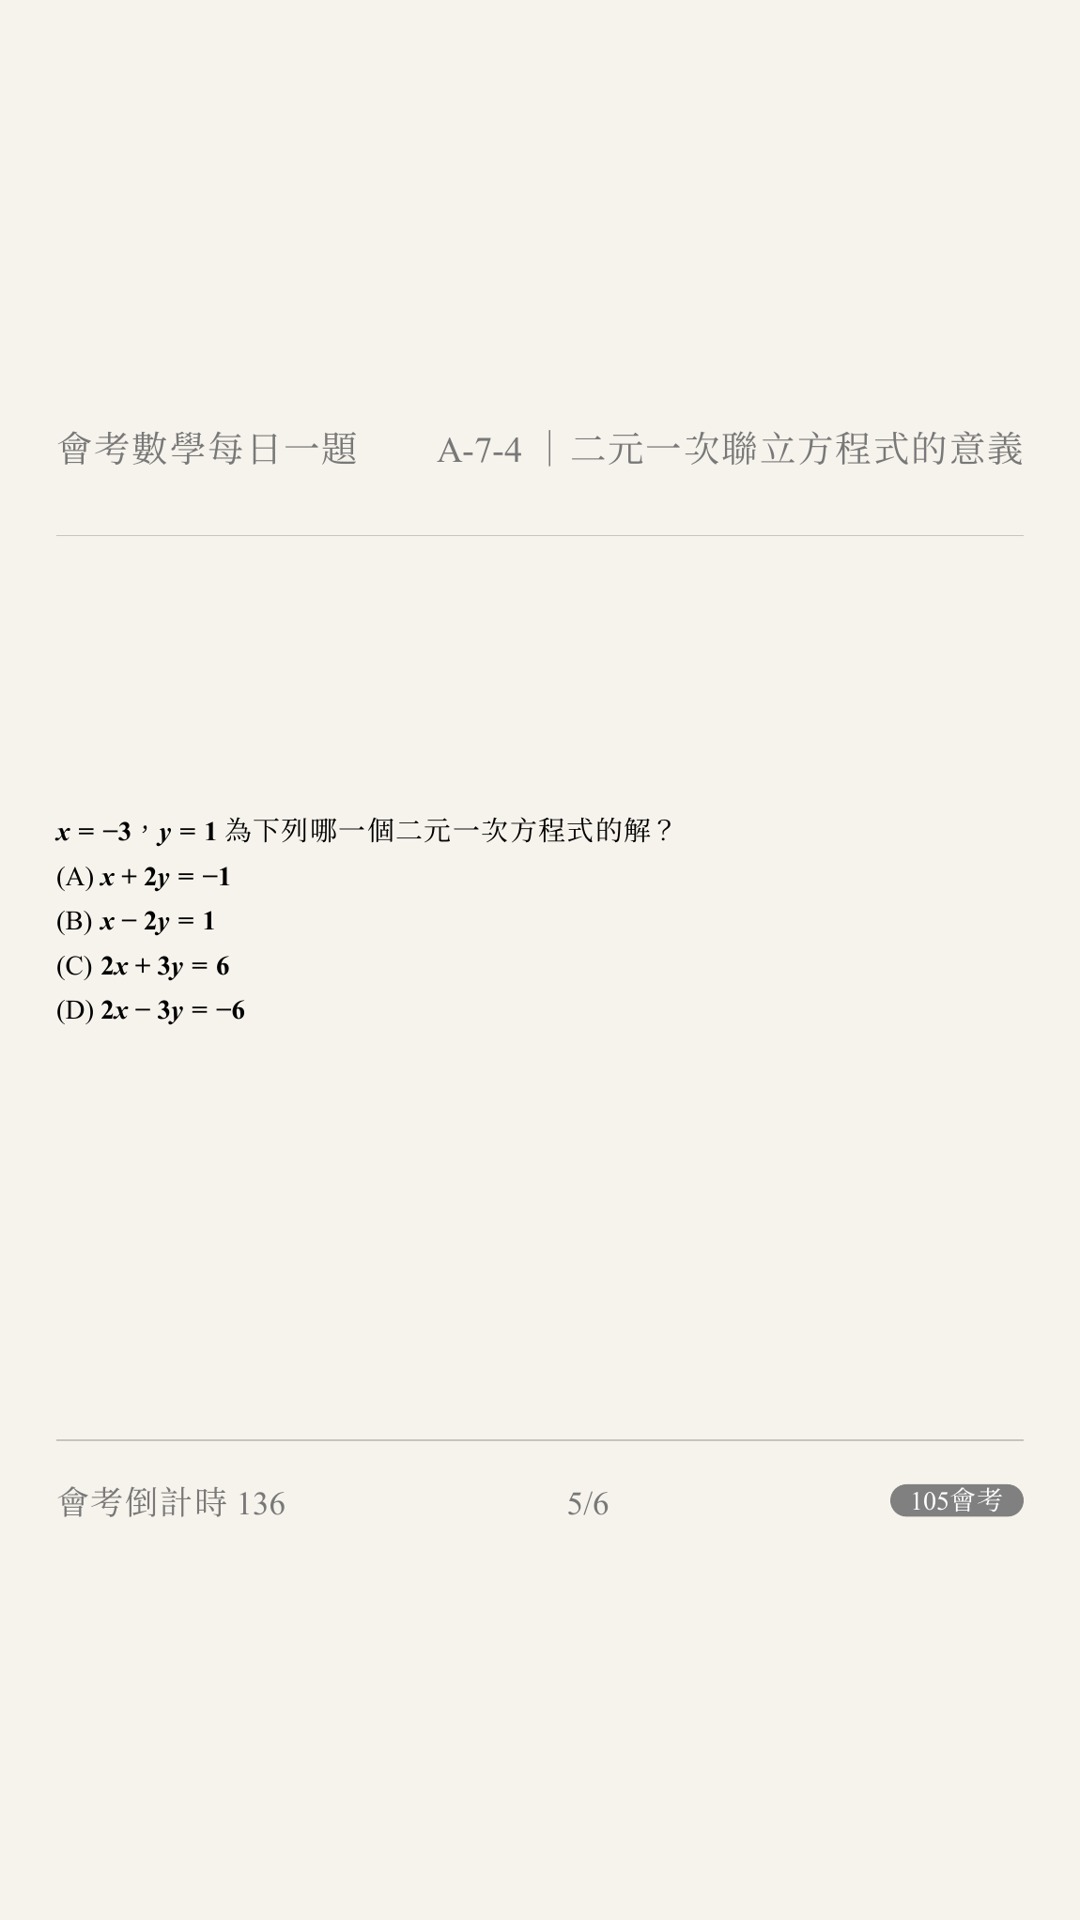 會考數學每日一題 A-7-4｜二元一次聯立方程式的意義
x = −3，y = 1 為下列哪一個二元一次方程式的解？
(A) x + 2y = −1
(B) x − 2y = 1
(C) 2x + 3y = 6
(D) 2x − 3y = −6
會考倒計時 136 5/6 105會考